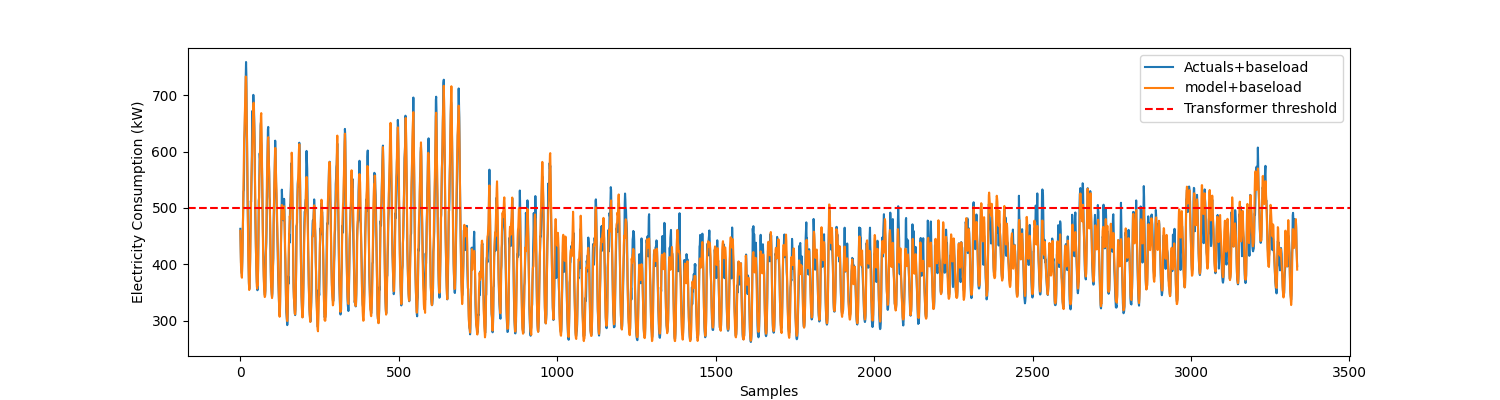 Electricity Consumption (kW)
700
600
500
400
300
Actuals+baseload
model+baseload
Transformer threshold
0 500 1000 1500 2000 2500 3000 3500
Samples